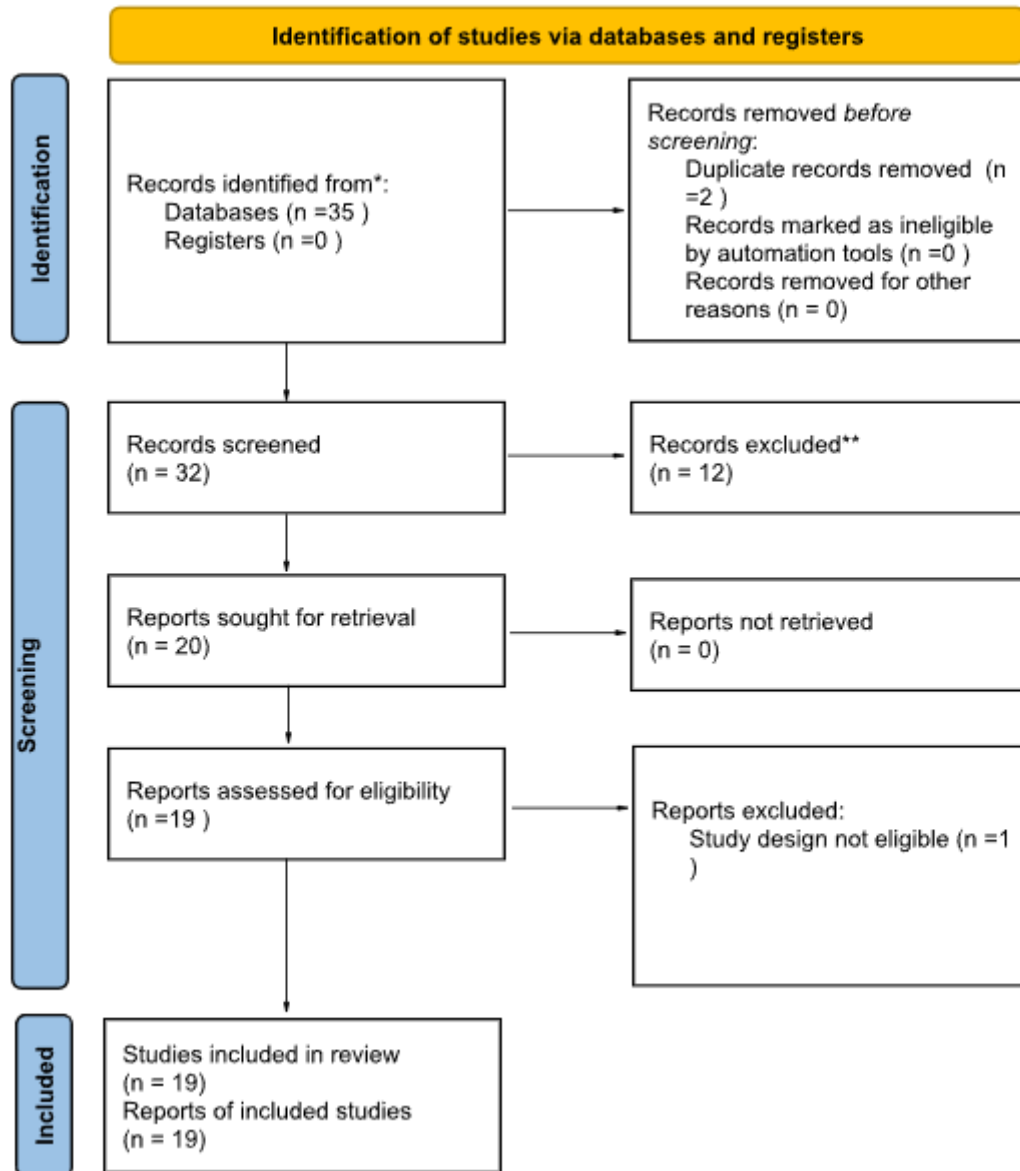 Identification of studies via databases and registers
Identification
Records identified from*:
Databases (n =35 )
Registers (n =0 )
Records removed before
screening:
Duplicate records removed (n
=2 )
Records marked as ineligible
by automation tools (n =0 )
Records removed for other
reasons (n = 0)
Screening
Records screened
(n = 32)
Records excluded**
(n = 12)
Reports sought for retrieval
(n = 20)
Reports not retrieved
(n = 0)
Reports assessed for eligibility
(n =19 )
Reports excluded:
Study design not eligible (n =1
)
Included
Studies included in review
(n = 19)
Reports of included studies
(n = 19)